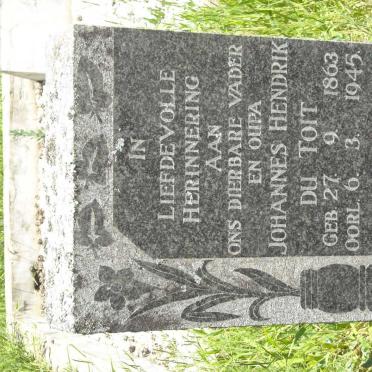 IN
LIEFDEVOLLE
HERINNERING
AAN
ONS DIERBARE VADER
EN OUPA
JOHANNES HENDRIK
DU TOIT
GEB 27. 9. 1863
OORL. 6. 3. 1945.